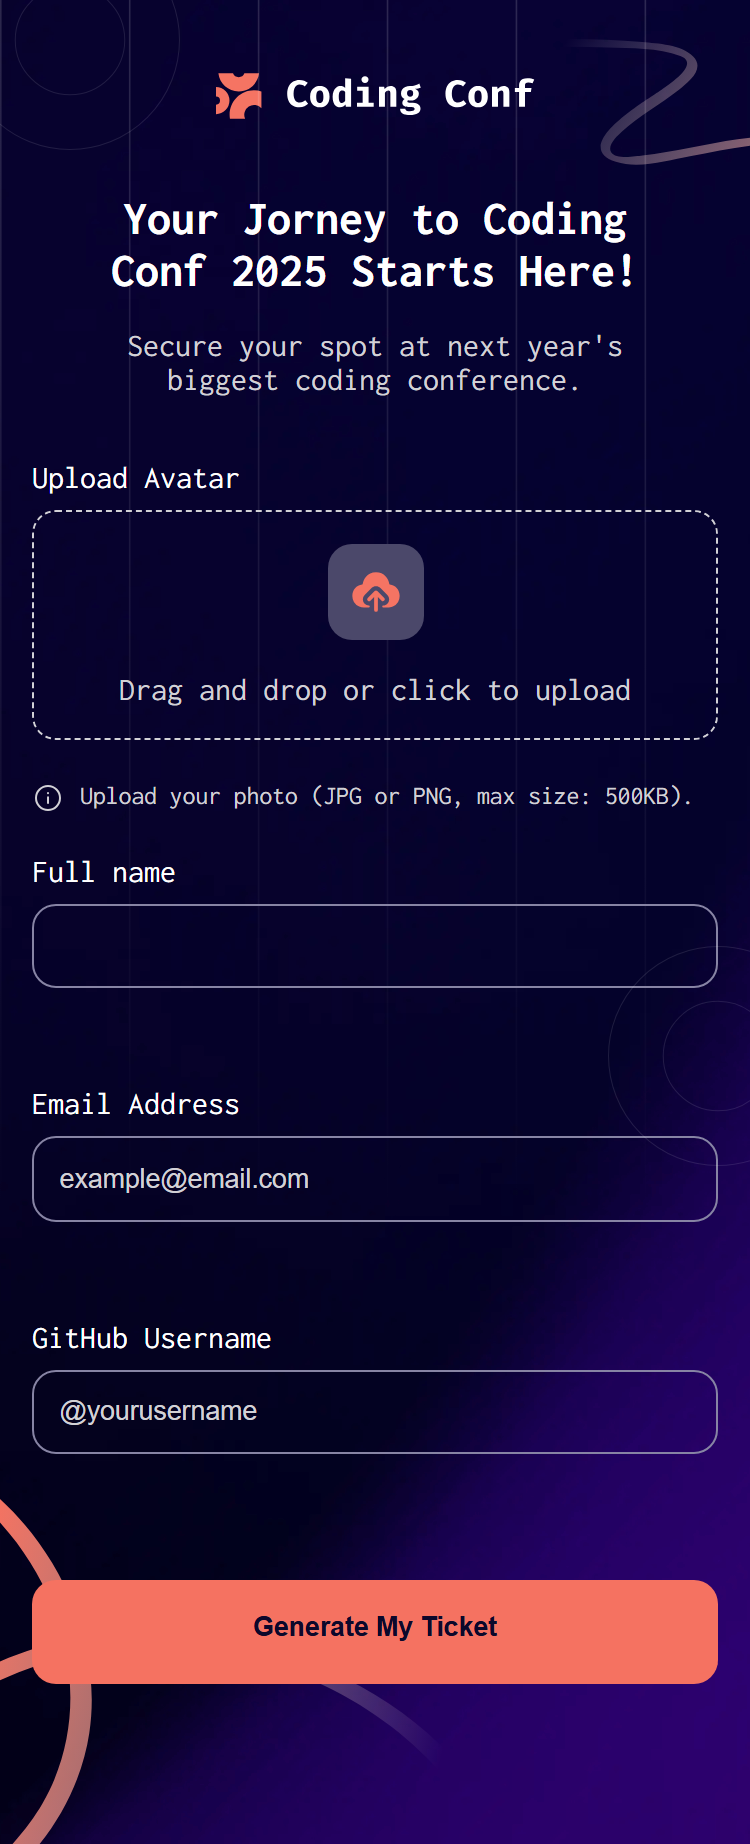 Coding Conf
Your Jorney to Coding
Conf 2025 Starts Here!
Secure your spot at next year's
biggest coding conference.
Upload Avatar
Drag and drop or click to upload
Upload your photo (JPG or PNG, max size: 500KB).
Full name
Email Address
example@email.com
GitHub Username
@yourusername
Generate My Ticket